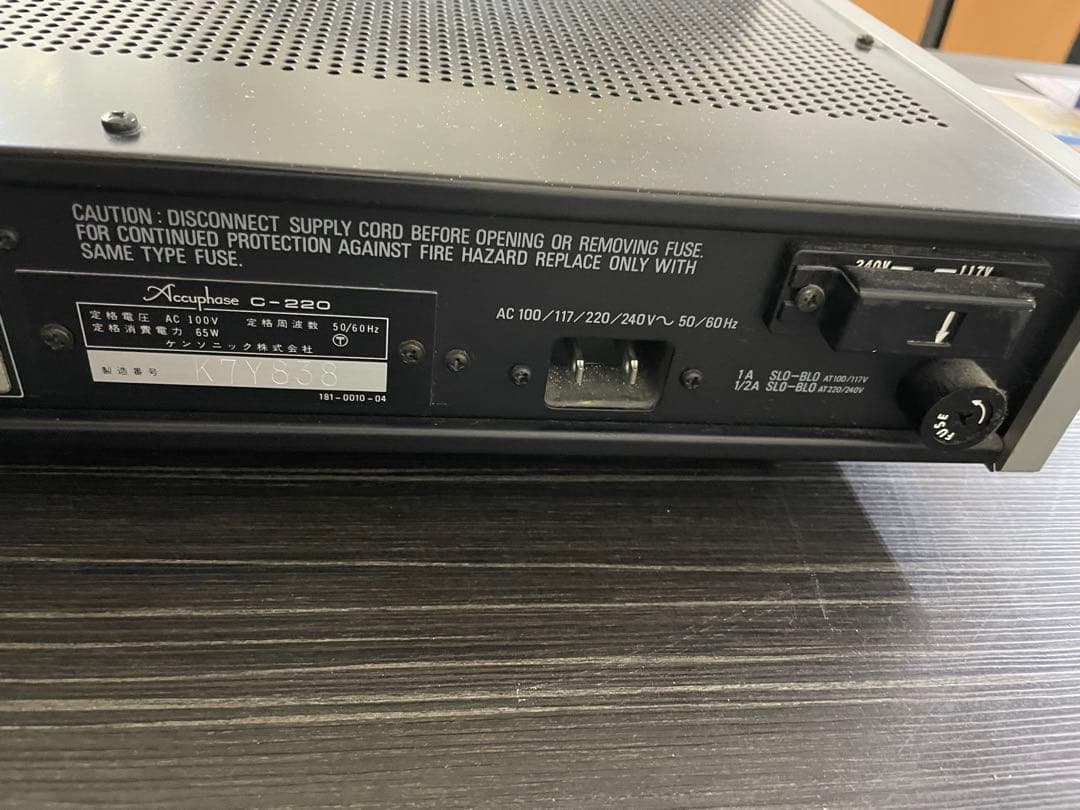 CAUTION : DISCONNECT SUPPLY CORD BEFORE OPENING OR REMOVING FUSE.
FOR CONTINUED PROTECTION AGAINST FIRE HAZARD REPLACE ONLY WITH
SAME TYPE FUSE.
240V 117V
Accuphase C-220
定格電圧 AC 100V 定格周波数 50/60Hz
定格消費電力 65W
ケンソニック株式会社 T
製造番号 K7Y838
181-0010-04
AC 100/117/220/240V～ 50/60Hz
1A SLO-BLO AT100/117V
1/2A SLO-BLO AT220/240V
FUSE